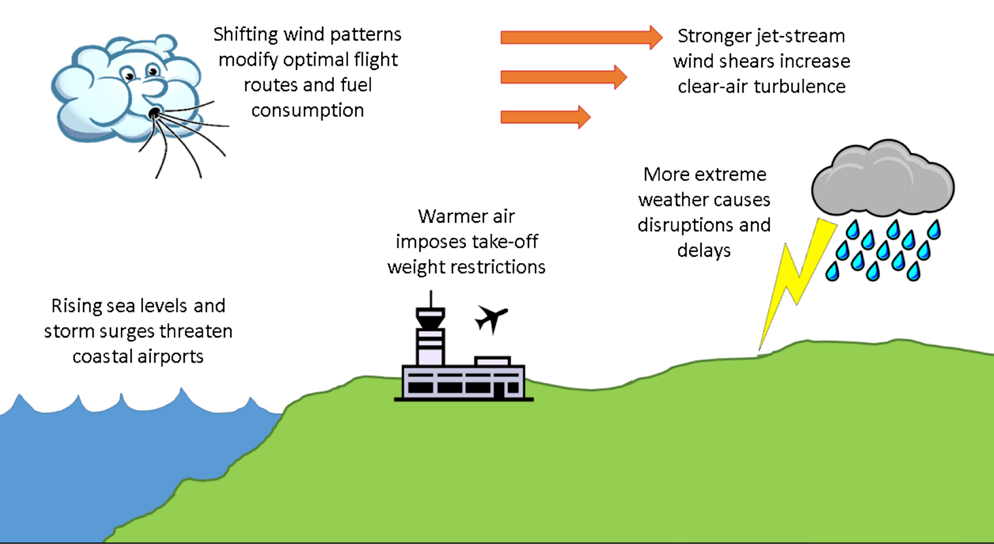 Shifting wind patterns
modify optimal flight
routes and fuel
consumption
Stronger jet-stream
wind shears increase
clear-air turbulence
More extreme
weather causes
disruptions and
delays
Warmer air
imposes take-off
weight restrictions
Rising sea levels and
storm surges threaten
coastal airports